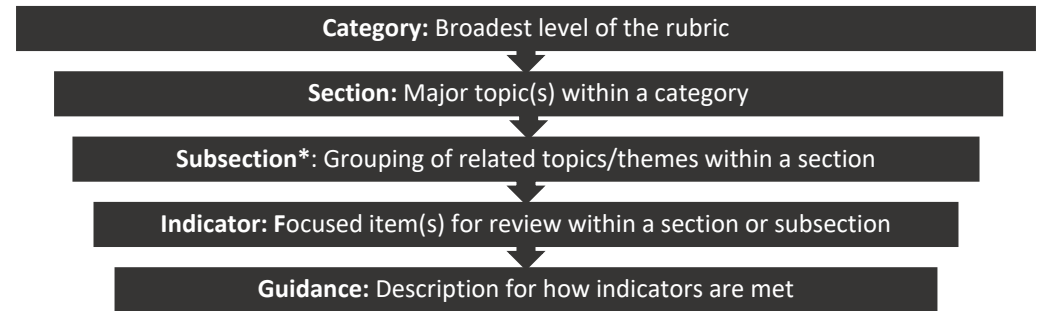 Category: Broadest level of the rubric
Section: Major topic(s) within a category
Subsection*: Grouping of related topics/themes within a section
Indicator: Focused item(s) for review within a section or subsection
Guidance: Description for how indicators are met